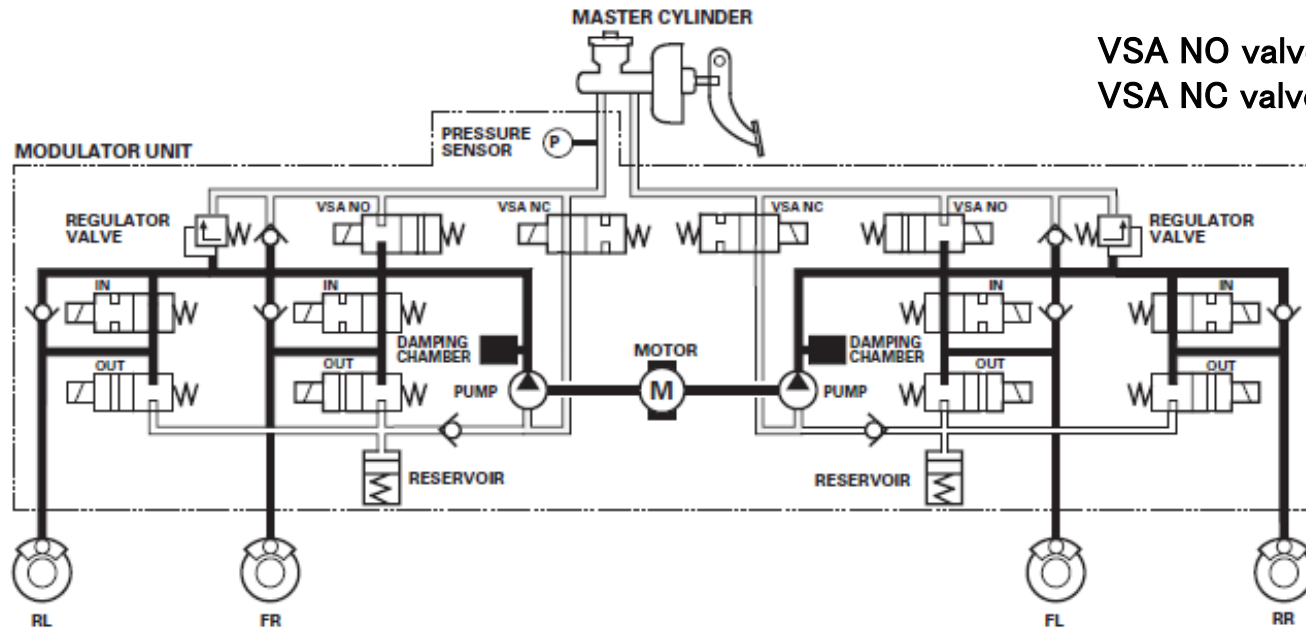 MASTER CYLINDER
VSA NO valve
VSA NC valve
PRESSURE
SENSOR
P
MODULATOR UNIT
REGULATOR
VALVE
VSA NO
VSA NC
VSA NC
VSA NO
REGULATOR
VALVE
IN
IN
IN
IN
DAMPING
CHAMBER
MOTOR
DAMPING
CHAMBER
OUT
OUT
OUT
OUT
PUMP
M
PUMP
RESERVOIR
RESERVOIR
RL
FR
FL
RR